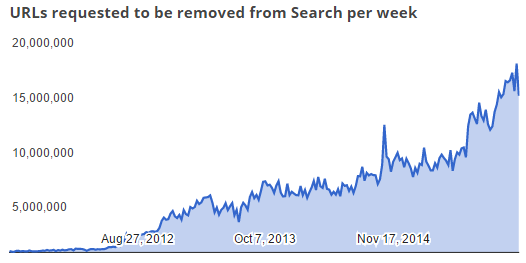 URLs requested to be removed from Search per week
20,000,000
15,000,000
10,000,000
5,000,000
Aug 27, 2012 Oct 7, 2013 Nov 17, 2014